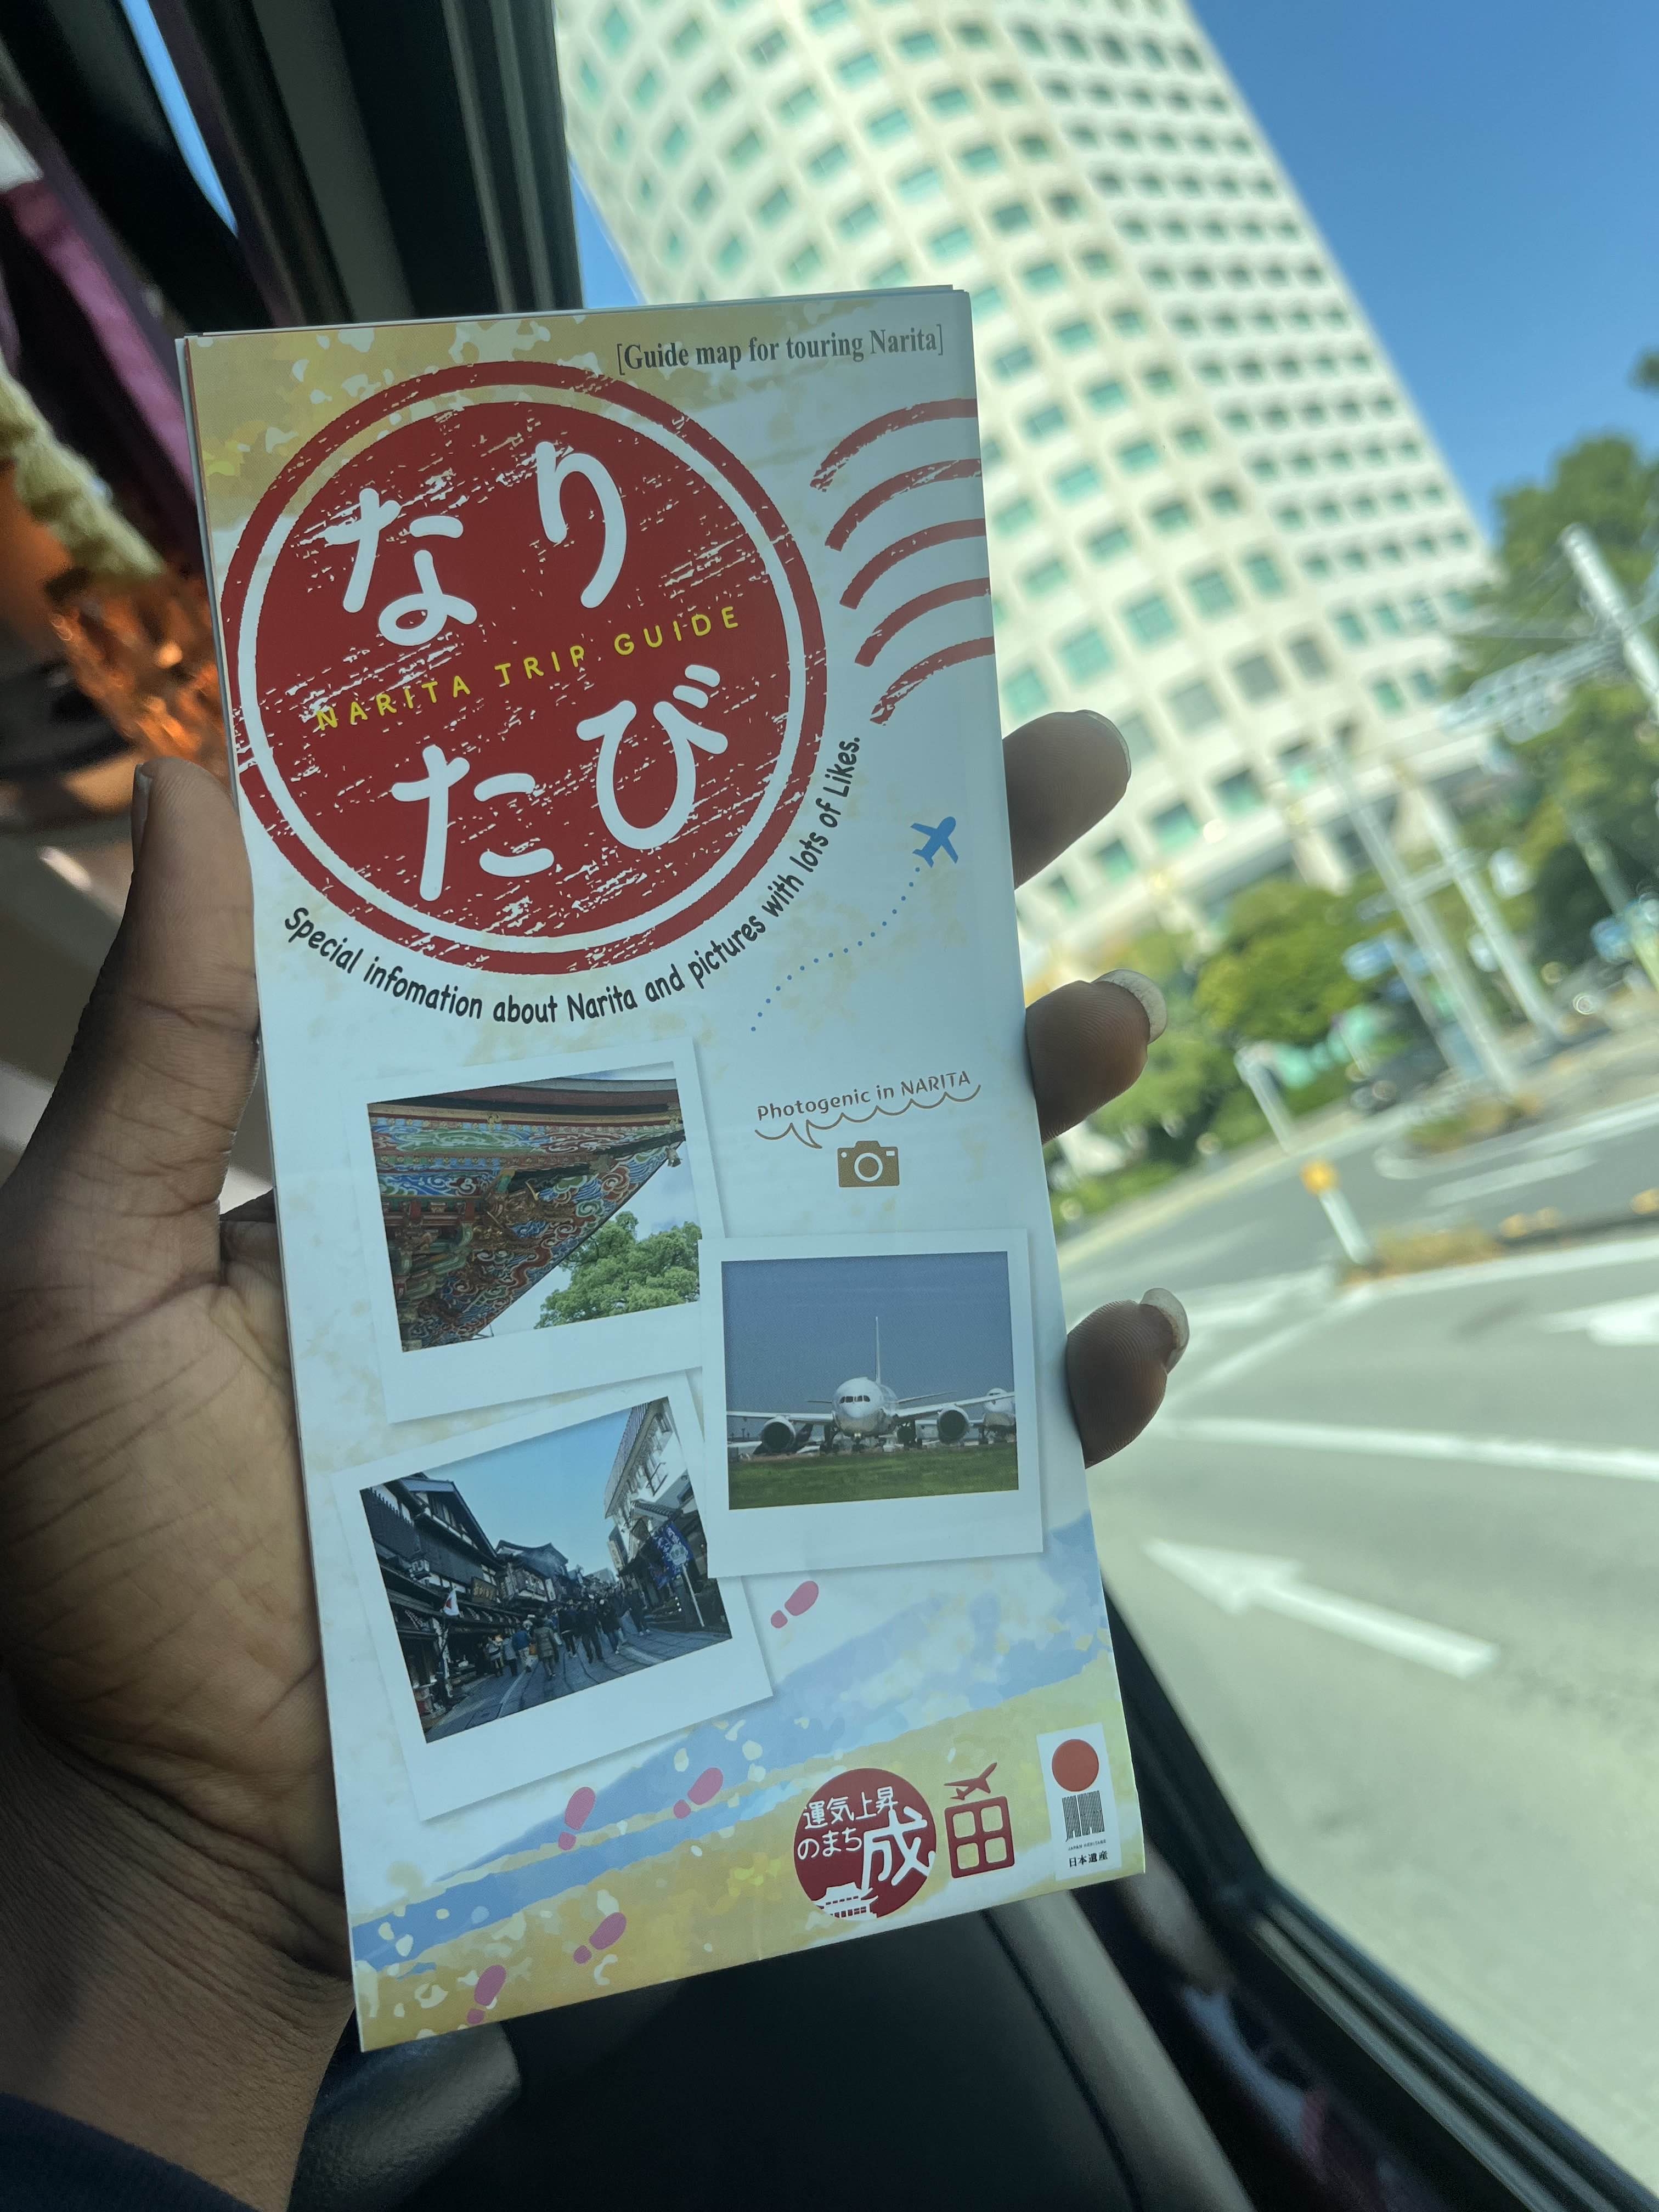 [Guide map for touring Narita]
なり
NARITA TRIP GUIDE
たび
Special infomation about Narita and pictures with lots of Likes.
Photogenic in NARITA
運気上昇
のまち
成田
JAPAN HERITAGE
日本遺産